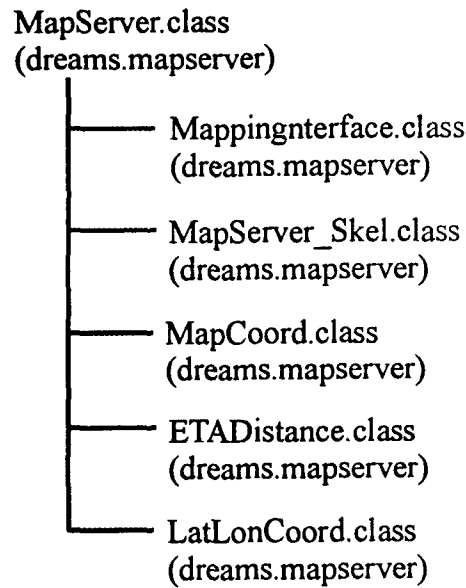 MapServer.class
(dreams.mapserver)
Mappingnterface.class
(dreams.mapserver)
MapServer_Skel.class
(dreams.mapserver)
MapCoord.class
(dreams.mapserver)
ETADistance.class
(dreams.mapserver)
LatLonCoord.class
(dreams.mapserver)